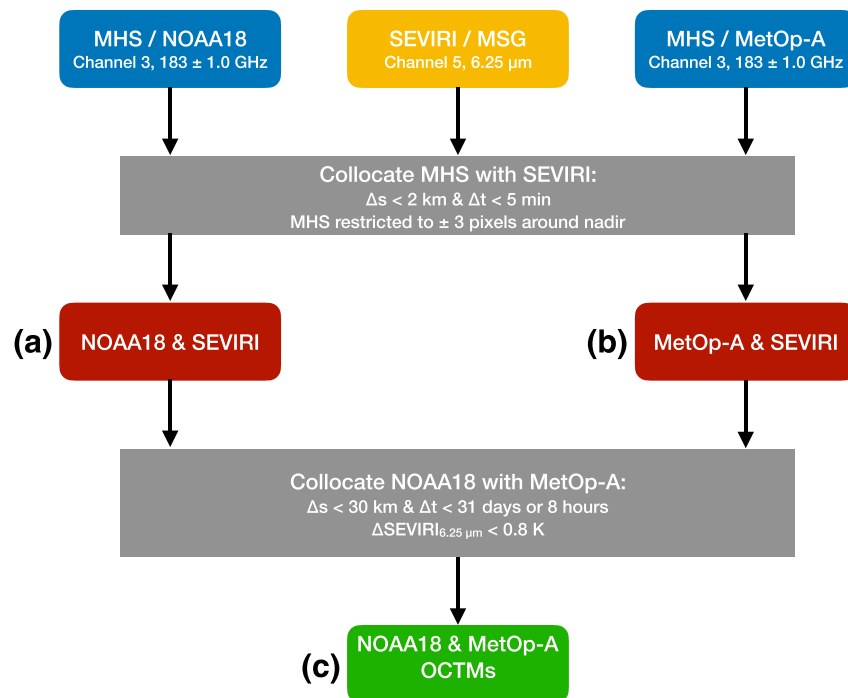 MHS / NOAA18
Channel 3, 183 ± 1.0 GHz
SEVIRI / MSG
Channel 5, 6.25 μm
MHS / MetOp-A
Channel 3, 183 ± 1.0 GHz
Collocate MHS with SEVIRI:
Δs < 2 km & Δt < 5 min
MHS restricted to ± 3 pixels around nadir
(a)
NOAA18 & SEVIRI
(b)
MetOp-A & SEVIRI
Collocate NOAA18 with MetOp-A:
Δs < 30 km & Δt < 31 days or 8 hours
ΔSEVIRI6.25 μm < 0.8 K
(c)
NOAA18 & MetOp-A
OCTMs